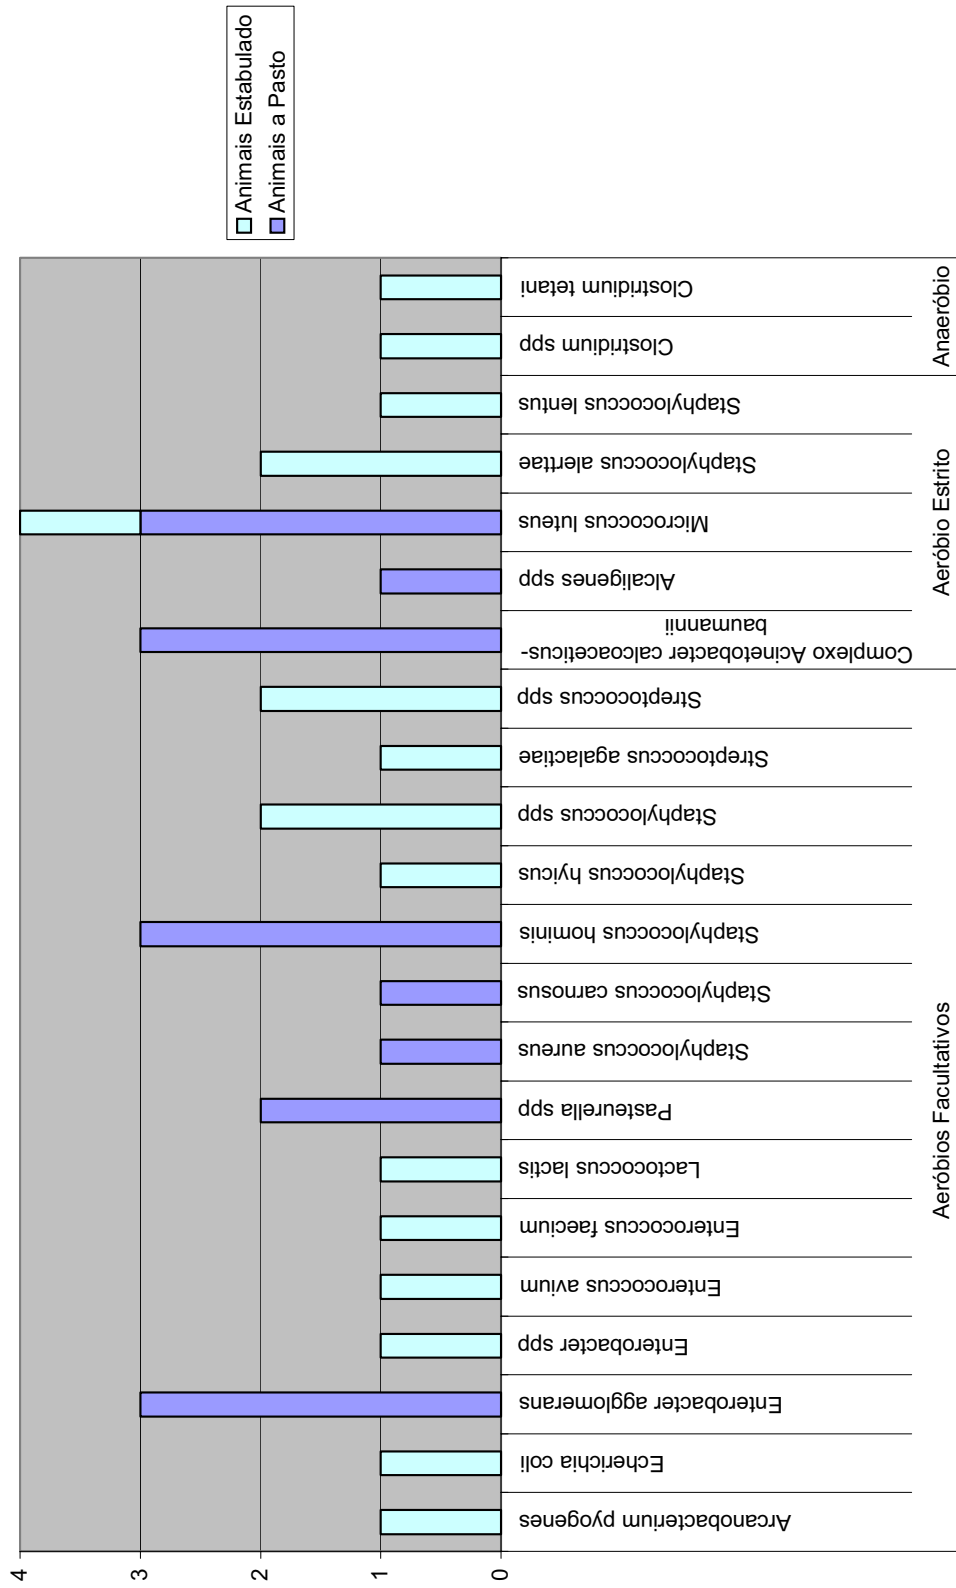 Animais Estabulado
Animais a Pasto
4
3
2
1
0
Arcanobacterium pyogenes
Echerichia coli
Enterobacter agglomerans
Enterobacter spp
Enterococcus avium
Enterococcus faecium
Lactococcus lactis
Pasteurella spp
Staphylococcus aureus
Staphylococcus carnosus
Staphylococcus hominis
Staphylococcus hyicus
Staphylococcus spp
Streptococcus agalactiae
Streptococcus spp
Complexo Acinetobacter calcoaceticus-
baumannii
Alcaligenes spp
Micrococcus luteus
Staphylococcus alerttae
Staphylococcus lentus
Clostridium spp
Clostridium tetani
Aeróbios Facultativos
Aeróbio Estrito
Anaeróbio